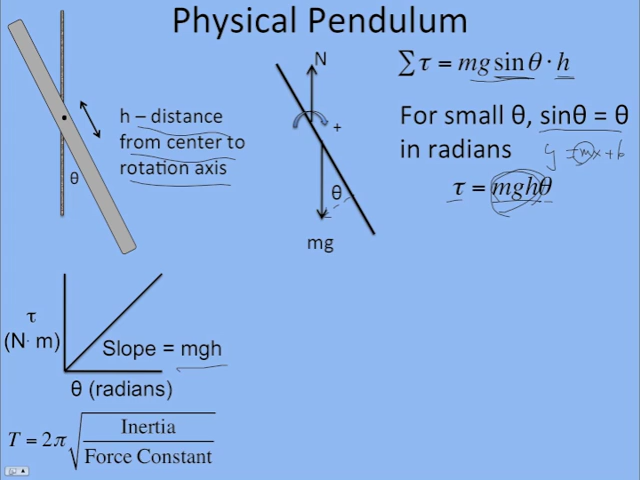 Physical Pendulum
h – distance
from center to
rotation axis
θ
N
+
θ
mg
∑τ = mg sinθ · h
For small θ, sinθ = θ
in radians
y = mx + b
τ = mghθ
τ
(N· m)
Slope = mgh
θ (radians)
T = 2π√(Inertia / Force Constant)